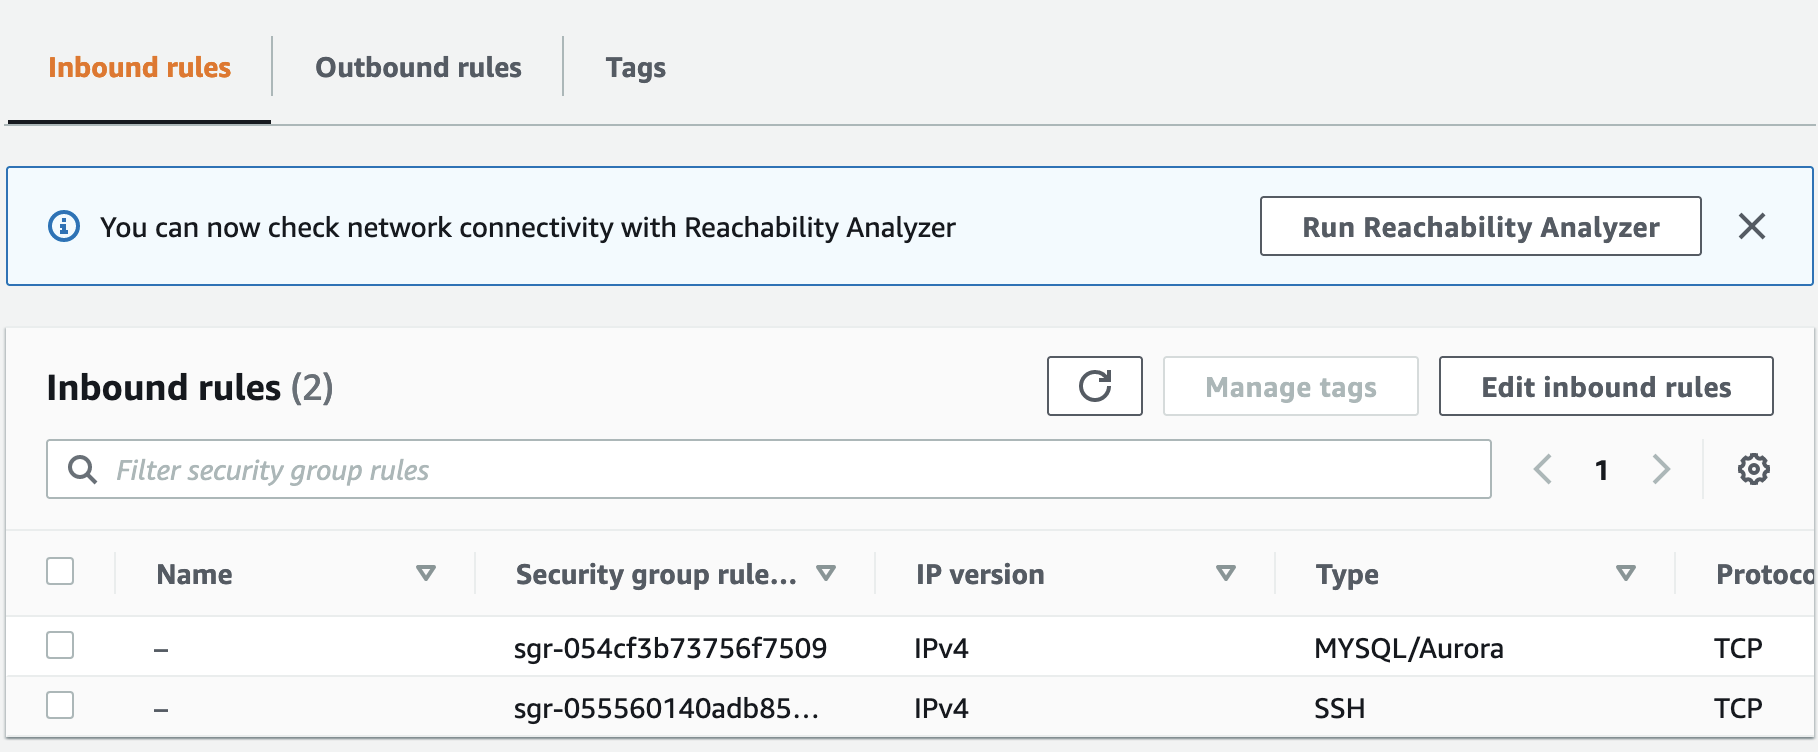 Inbound rules
Outbound rules
Tags
You can now check network connectivity with Reachability Analyzer
Run Reachability Analyzer
Inbound rules (2)
Manage tags
Edit inbound rules
Filter security group rules
1
Name
Security group rule...
IP version
Type
Protoco
– sgr-054cf3b73756f7509 IPv4 MYSQL/Aurora TCP
– sgr-055560140adb85... IPv4 SSH TCP